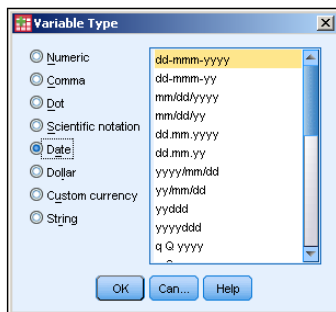 Variable Type
Numeric
Comma
Dot
Scientific notation
Date
Dollar
Custom currency
String
dd-mmm-yyyy
dd-mmm-yy
mm/dd/yyyy
mm/dd/yy
dd.mm.yyyy
dd.mm.yy
yyyy/mm/dd
yy/mm/dd
yyddd
yyyyddd
q Q yyyy
OK
Can...
Help